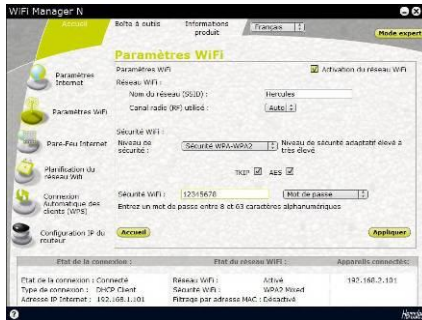 WiFi Manager N
Accueil
Boîte à outils
Informations produit
Français
Mode expert
Paramètres WiFi
Paramètres Internet
Paramètres WiFi
Pare-Feu Internet
Planification du réseau Wifi
Connexion Automatique des clients (WPS)
Configuration IP du routeur
Paramètres WiFi
Activation du réseau WiFi
Réseau WiFi :
Nom du réseau (SSID) : Hercules
Canal radio (RF) utilisé : Auto
Sécurité WiFi :
Niveau de sécurité : Sécurité WPA-WPA2 Niveau de sécurité adaptatif élevé à très élevé
TKIP AES
Sécurité WiFi : 12345678 Mot de passe
Entrez un mot de passe entre 8 et 63 caractères alphanumériques
Accueil
Appliquer
Etat de la connexion :
Etat de la connexion : Connecté
Type de connexion : DHCP Client
Adresse IP Internet : 192.168.1.101
Etat du réseau WiFi :
Réseau WiFi : Activé
Sécurité WiFi : WPA2 Mixed
Filtrage par adresse MAC : Désactivé
Appareils connectés:
192.168.2.101
Hercules